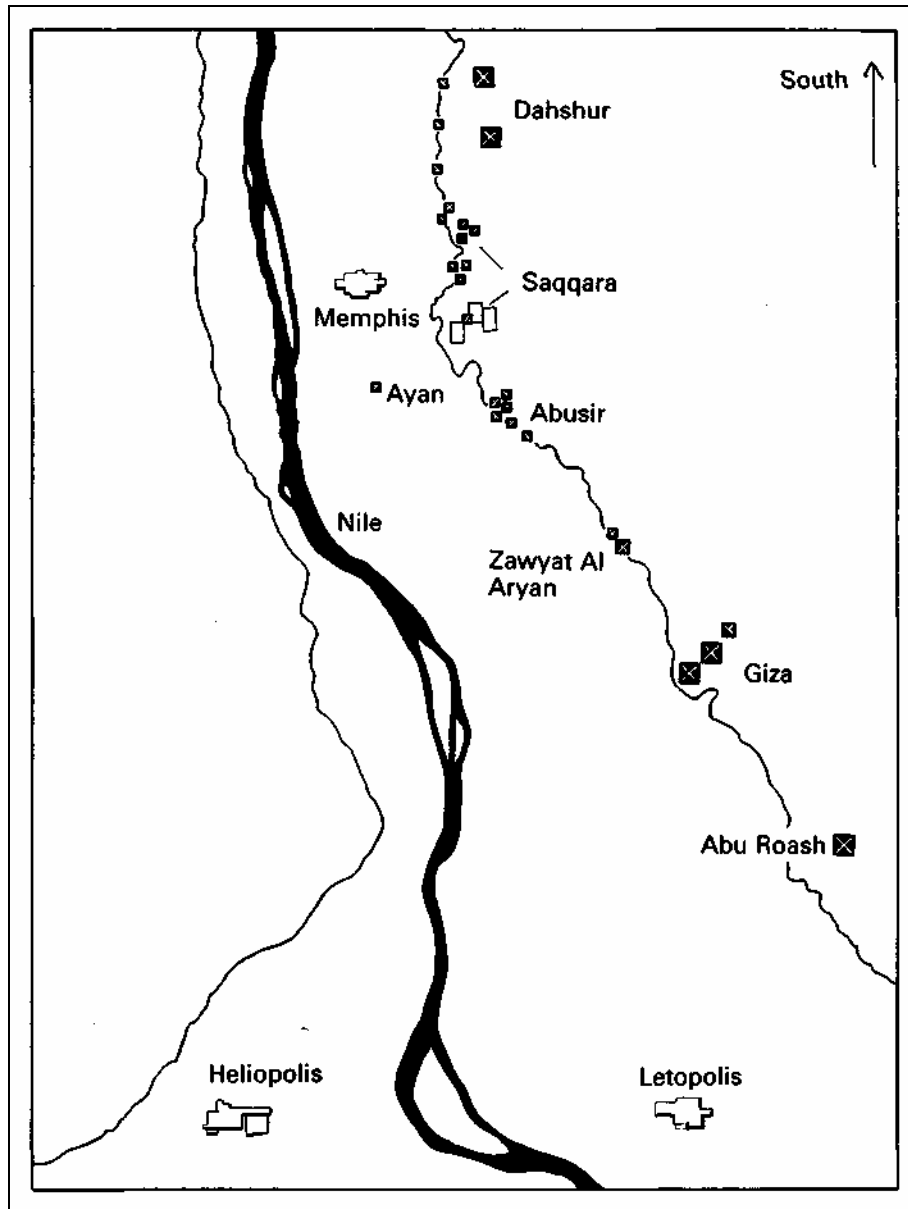 South
Dahshur
Saqqara
Memphis
Ayan
Abusir
Nile
Zawyat Al
Aryan
Giza
Abu Roash
Heliopolis
Letopolis